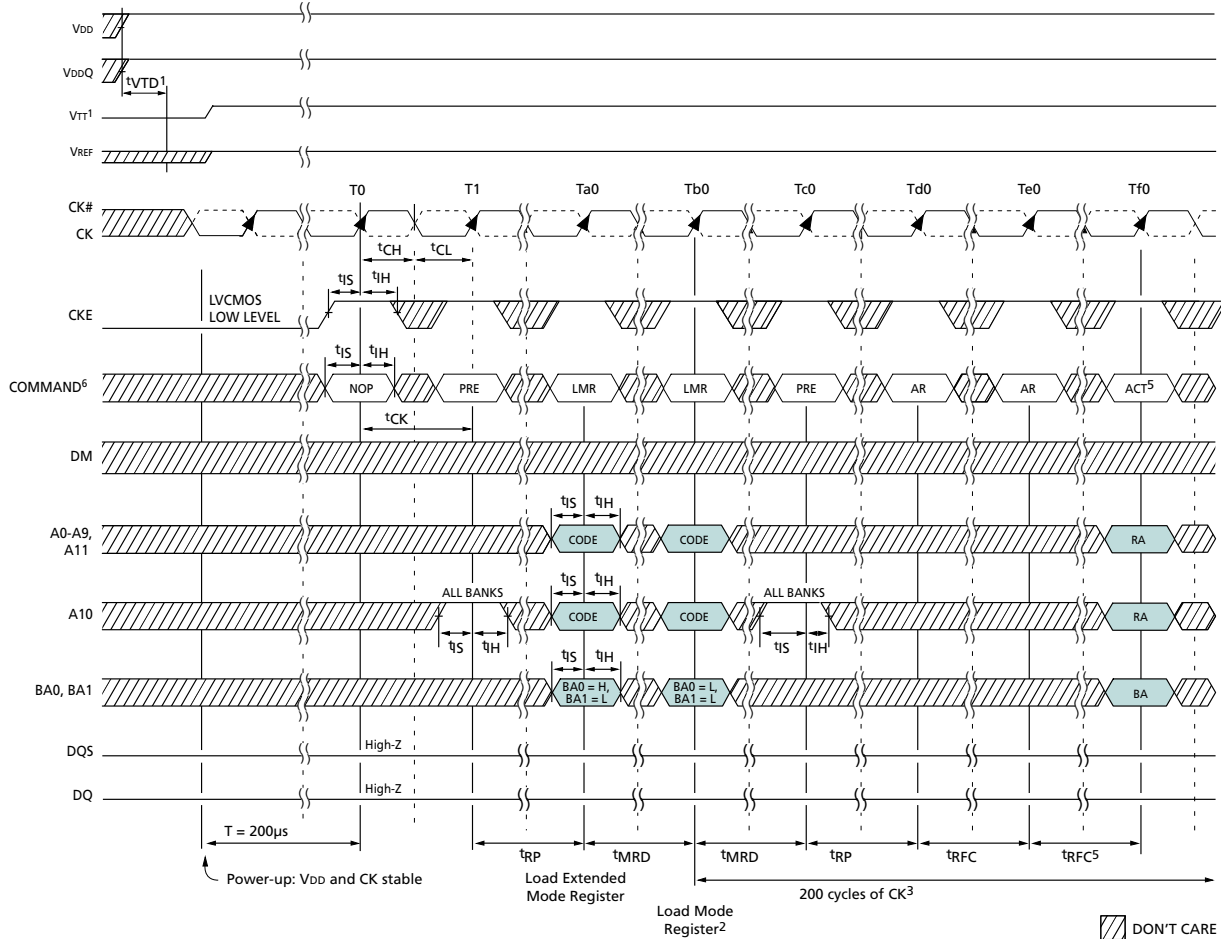 VDD
VDDQ
tVTD1
VTT1
VREF
T0 T1 Ta0 Tb0 Tc0 Td0 Te0 Tf0
CK#
CK
tCH tCL
tIS tIH
CKE
LVCMOS
LOW LEVEL
tIS tIH
COMMAND6 NOP PRE LMR LMR PRE AR AR ACT5
tCK
DM
tIS tIH
A0-A9,
A11
CODE CODE RA
ALL BANKS tIS tIH ALL BANKS
A10 CODE CODE RA
tIS tIH tIS tIH
tIS tIH
BA0, BA1
BA0 = H,
BA1 = L
BA0 = L,
BA1 = L
BA
DQS High-Z
DQ High-Z
T = 200µs
tRP tMRD tMRD tRP tRFC tRFC5
Power-up: VDD and CK stable
Load Extended
Mode Register
200 cycles of CK3
Load Mode
Register2
DON'T CARE